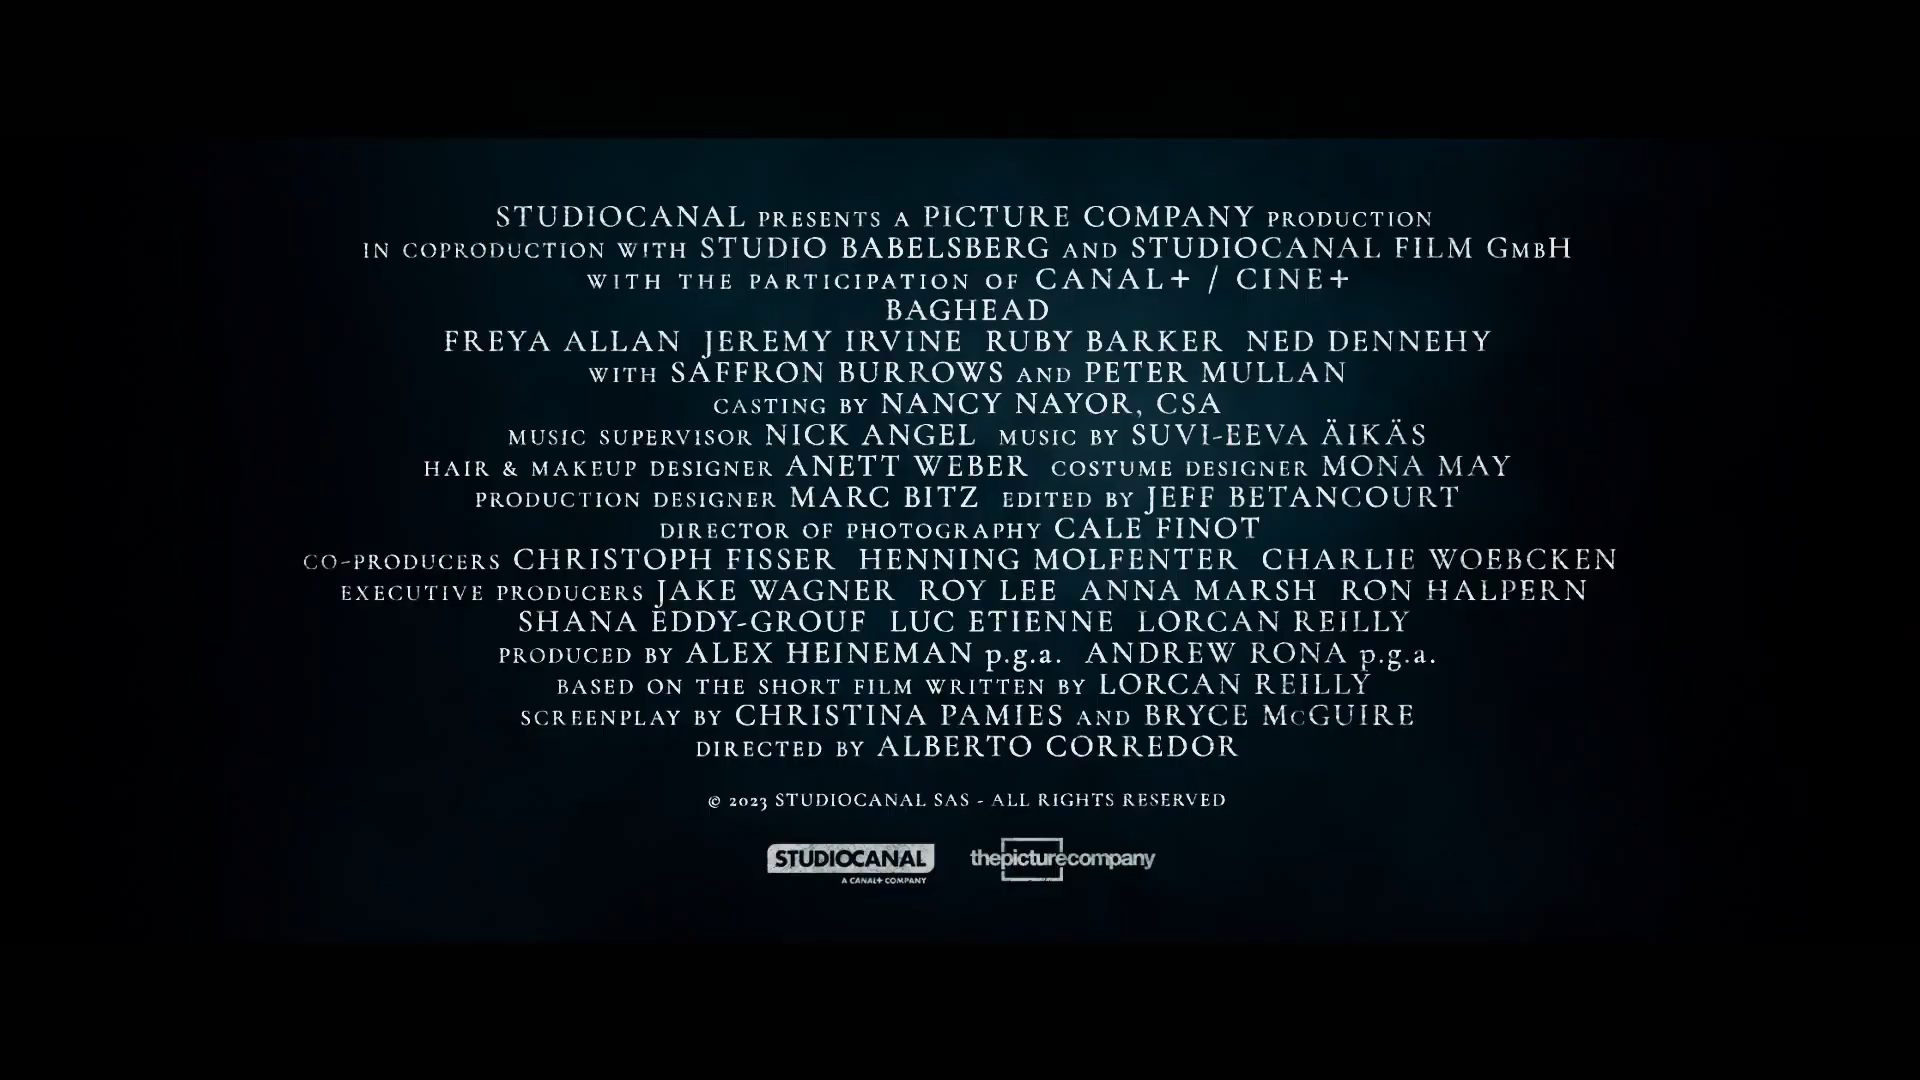 STUDIOCANAL PRESENTS A PICTURE COMPANY PRODUCTION
IN COPRODUCTION WITH STUDIO BABELSBERG AND STUDIOCANAL FILM GMBH
WITH THE PARTICIPATION OF CANAL+ / CINE+
BAGHEAD
FREYA ALLAN JEREMY IRVINE RUBY BARKER NED DENNEHY
WITH SAFFRON BURROWS AND PETER MULLAN
CASTING BY NANCY NAYOR, CSA
MUSIC SUPERVISOR NICK ANGEL MUSIC BY SUVI-EEVA ÄIKÄS
HAIR & MAKEUP DESIGNER ANETT WEBER COSTUME DESIGNER MONA MAY
PRODUCTION DESIGNER MARC BITZ EDITED BY JEFF BETANCOURT
DIRECTOR OF PHOTOGRAPHY CALE FINOT
CO-PRODUCERS CHRISTOPH FISSER HENNING MOLFENTER CHARLIE WOEBCKEN
EXECUTIVE PRODUCERS JAKE WAGNER ROY LEE ANNA MARSH RON HALPERN
SHANA EDDY-GROUF LUC ETIENNE LORCAN REILLY
PRODUCED BY ALEX HEINEMAN p.g.a. ANDREW RONA p.g.a.
BASED ON THE SHORT FILM WRITTEN BY LORCAN REILLY
SCREENPLAY BY CHRISTINA PAMIES AND BRYCE McGUIRE
DIRECTED BY ALBERTO CORREDOR
© 2023 STUDIOCANAL SAS - ALL RIGHTS RESERVED
STUDIOCANAL
A CANAL+ COMPANY
thepicturecompany